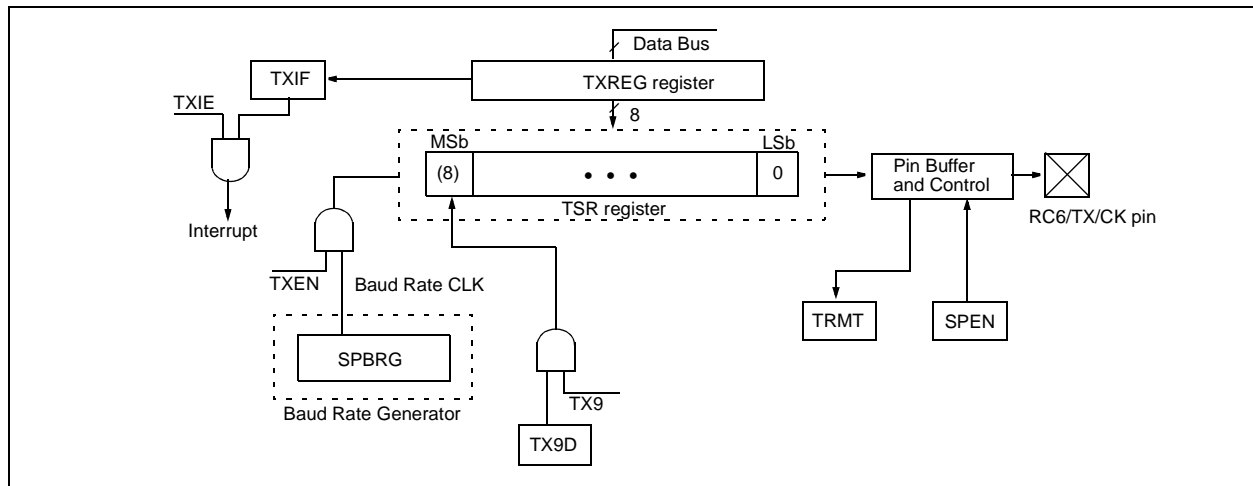 Data Bus
TXIF
TXREG register
TXIE
8
MSb
LSb
(8)
• • •
0
Pin Buffer
and Control
TSR register
RC6/TX/CK pin
Interrupt
TXEN
Baud Rate CLK
TRMT
SPEN
SPBRG
TX9
Baud Rate Generator
TX9D